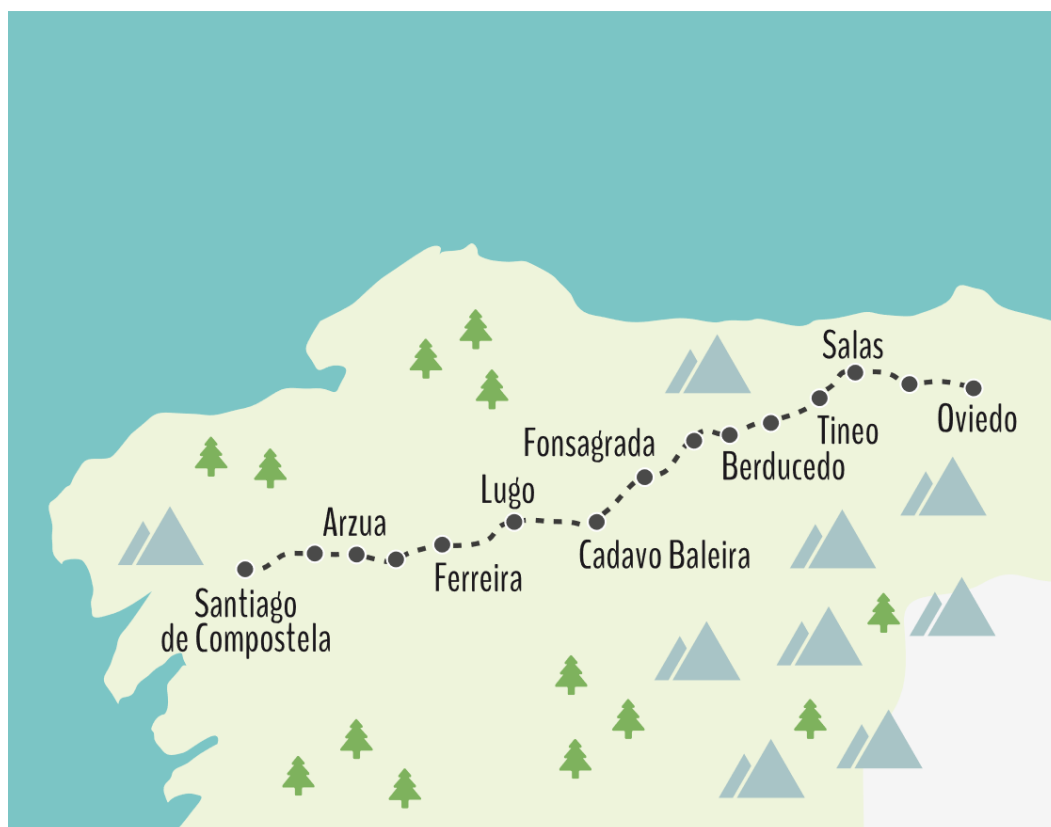 Salas
Oviedo
Tineo
Berducedo
Fonsagrada
Lugo
Cadavo Baleira
Arzua
Ferreira
Santiago
de Compostela